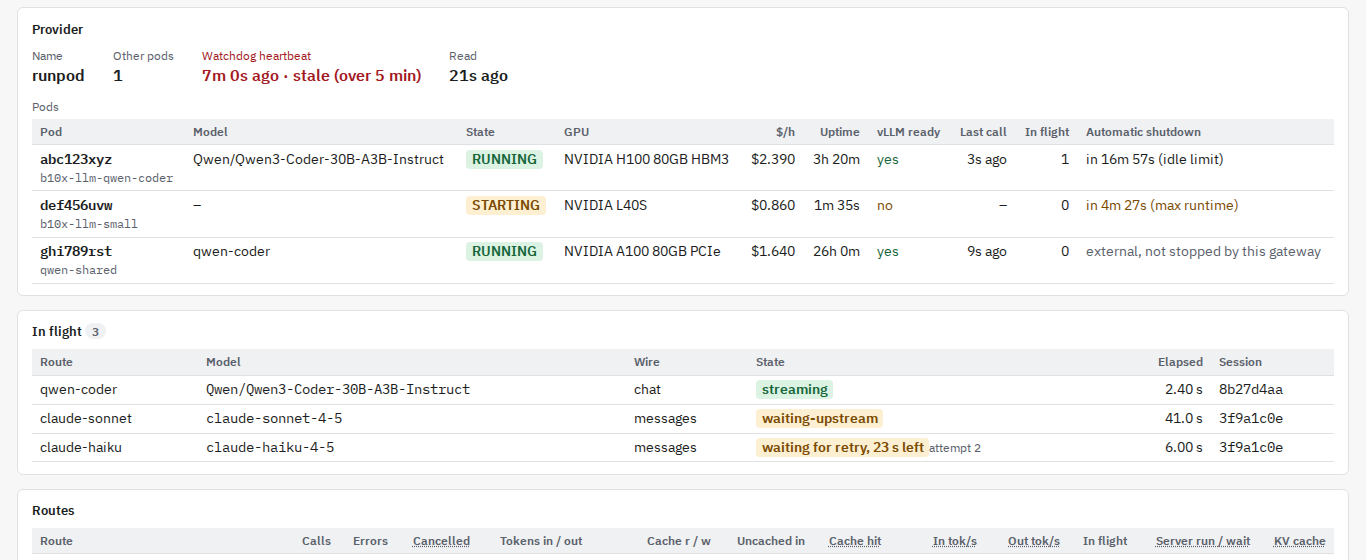 Provider
Name Other pods Watchdog heartbeat Read
runpod 1 7m 0s ago · stale (over 5 min) 21s ago
Pods
Pod Model State GPU $/h Uptime vLLM ready Last call In flight Automatic shutdown
abc123xyz Qwen/Qwen3-Coder-30B-A3B-Instruct RUNNING NVIDIA H100 80GB HBM3 $2.390 3h 20m yes 3s ago 1 in 16m 57s (idle limit)
b10x-llm-qwen-coder
def456uvw – STARTING NVIDIA L40S $0.860 1m 35s no – 0 in 4m 27s (max runtime)
b10x-llm-small
ghi789rst qwen-coder RUNNING NVIDIA A100 80GB PCIe $1.640 26h 0m yes 9s ago 0 external, not stopped by this gateway
qwen-shared
In flight 3
Route Model Wire State Elapsed Session
qwen-coder Qwen/Qwen3-Coder-30B-A3B-Instruct chat streaming 2.40 s 8b27d4aa
claude-sonnet claude-sonnet-4-5 messages waiting-upstream 41.0 s 3f9a1c0e
claude-haiku claude-haiku-4-5 messages waiting for retry, 23 s left attempt 2 6.00 s 3f9a1c0e
Routes
Route Calls Errors Cancelled Tokens in / out Cache r / w Uncached in Cache hit In tok/s Out tok/s In flight Server run / wait KV cache